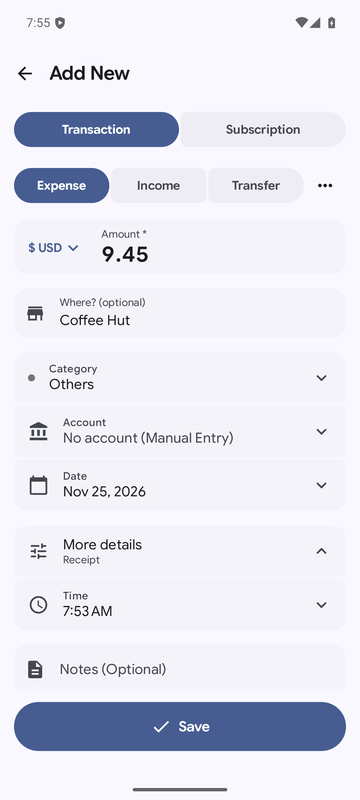 7:55
Add New
Transaction
Subscription
Expense
Income
Transfer
$ USD
Amount *
9.45
Where? (optional)
Coffee Hut
Category
Others
Account
No account (Manual Entry)
Date
Nov 25, 2026
More details
Receipt
Time
7:53 AM
Notes (Optional)
Save